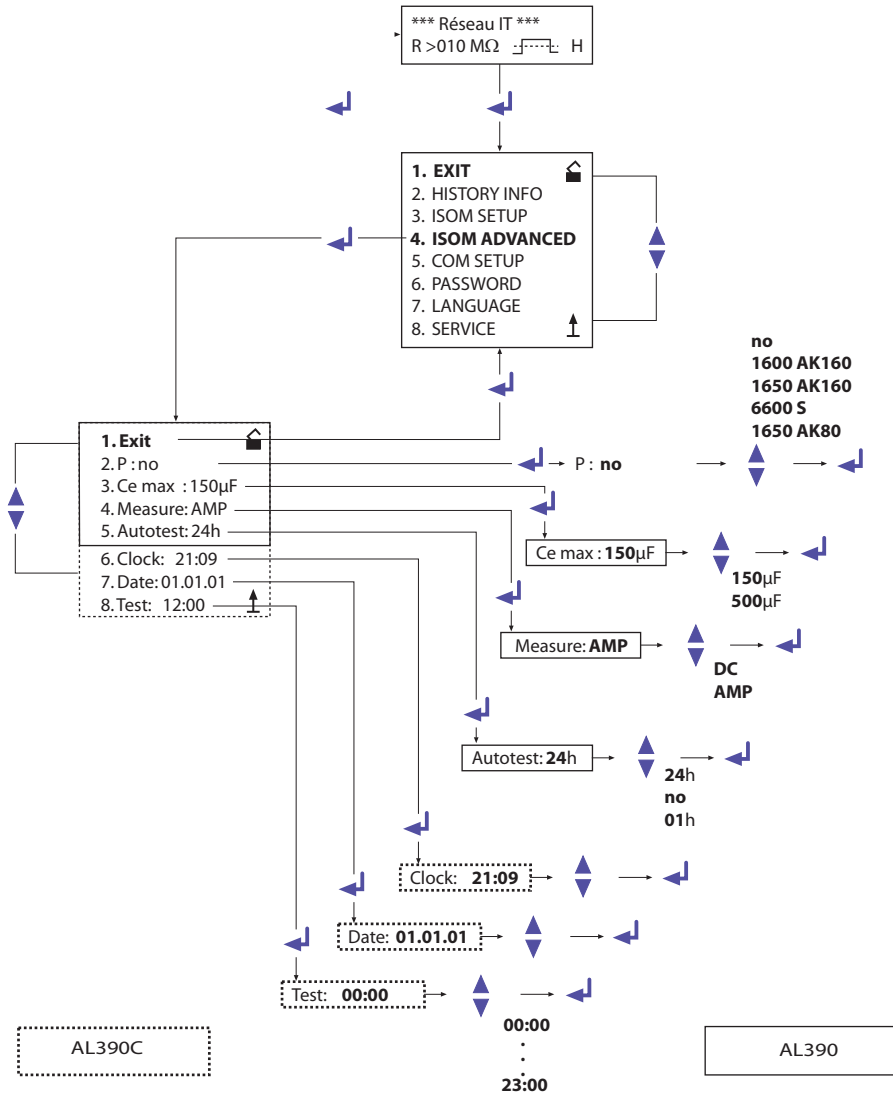 *** Réseau IT ***
R >010 MΩ H
1. EXIT
2. HISTORY INFO
3. ISOM SETUP
4. ISOM ADVANCED
5. COM SETUP
6. PASSWORD
7. LANGUAGE
8. SERVICE
no
1600 AK160
1650 AK160
6600 S
1650 AK80
1. Exit
2. P : no
3. Ce max : 150µF
4. Measure: AMP
5. Autotest: 24h
6. Clock: 21:09
7. Date: 01.01.01
8. Test: 12:00
P : no
Ce max : 150µF
150µF
500µF
Measure: AMP
DC
AMP
Autotest: 24h
24h
no
01h
Clock: 21:09
Date: 01.01.01
Test: 00:00
00:00
.
.
.
23:00
AL390C
AL390